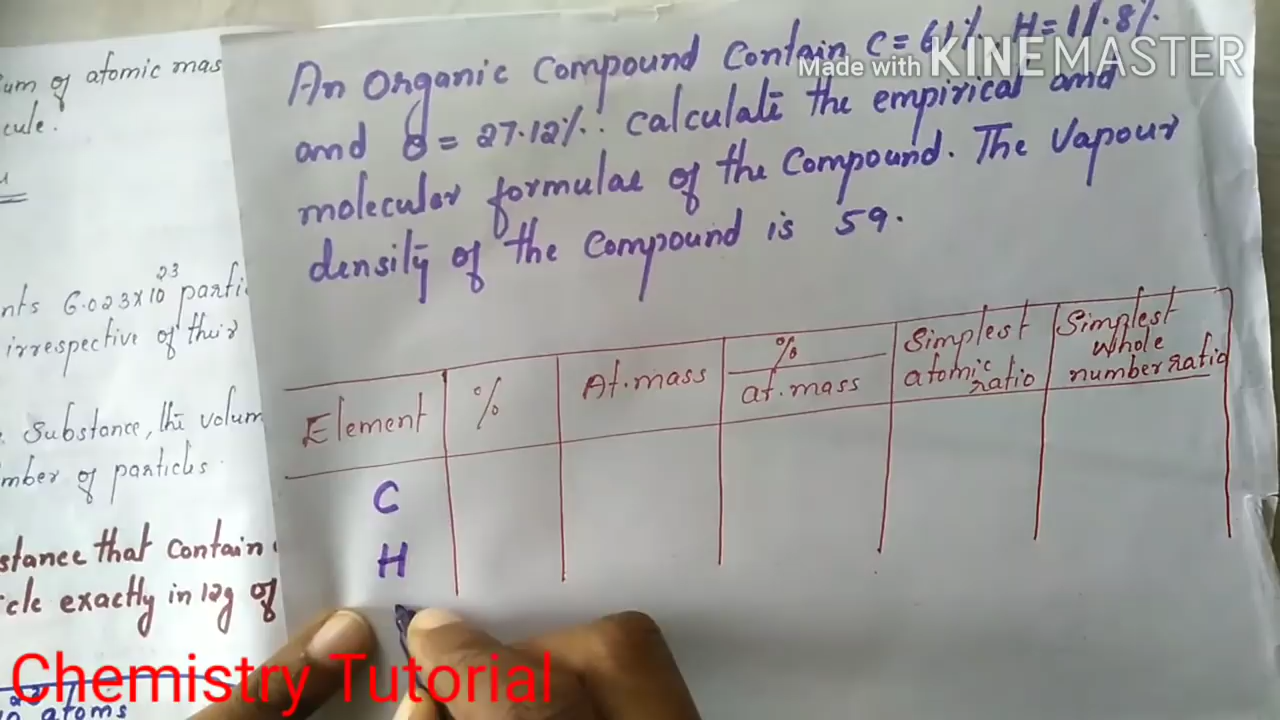 An Organic Compound Contain C = 61% H = 11.8%
and O = 27.12%. Calculate the empirical and
molecular formulae of the Compound. The Vapour
density of the Compound is 59.
Made with KINEMASTER
Element
%
At.mass
%
at.mass
Simplest
atomic
ratio
Simplest
whole
number ratio
C
H
um of atomic mas
cule.
nts 6.023×10²³ parti
irrespective of their
Substance, the volum
mber of particles
stance that contain
cle exactly in 12g of
atoms
Chemistry Tutorial